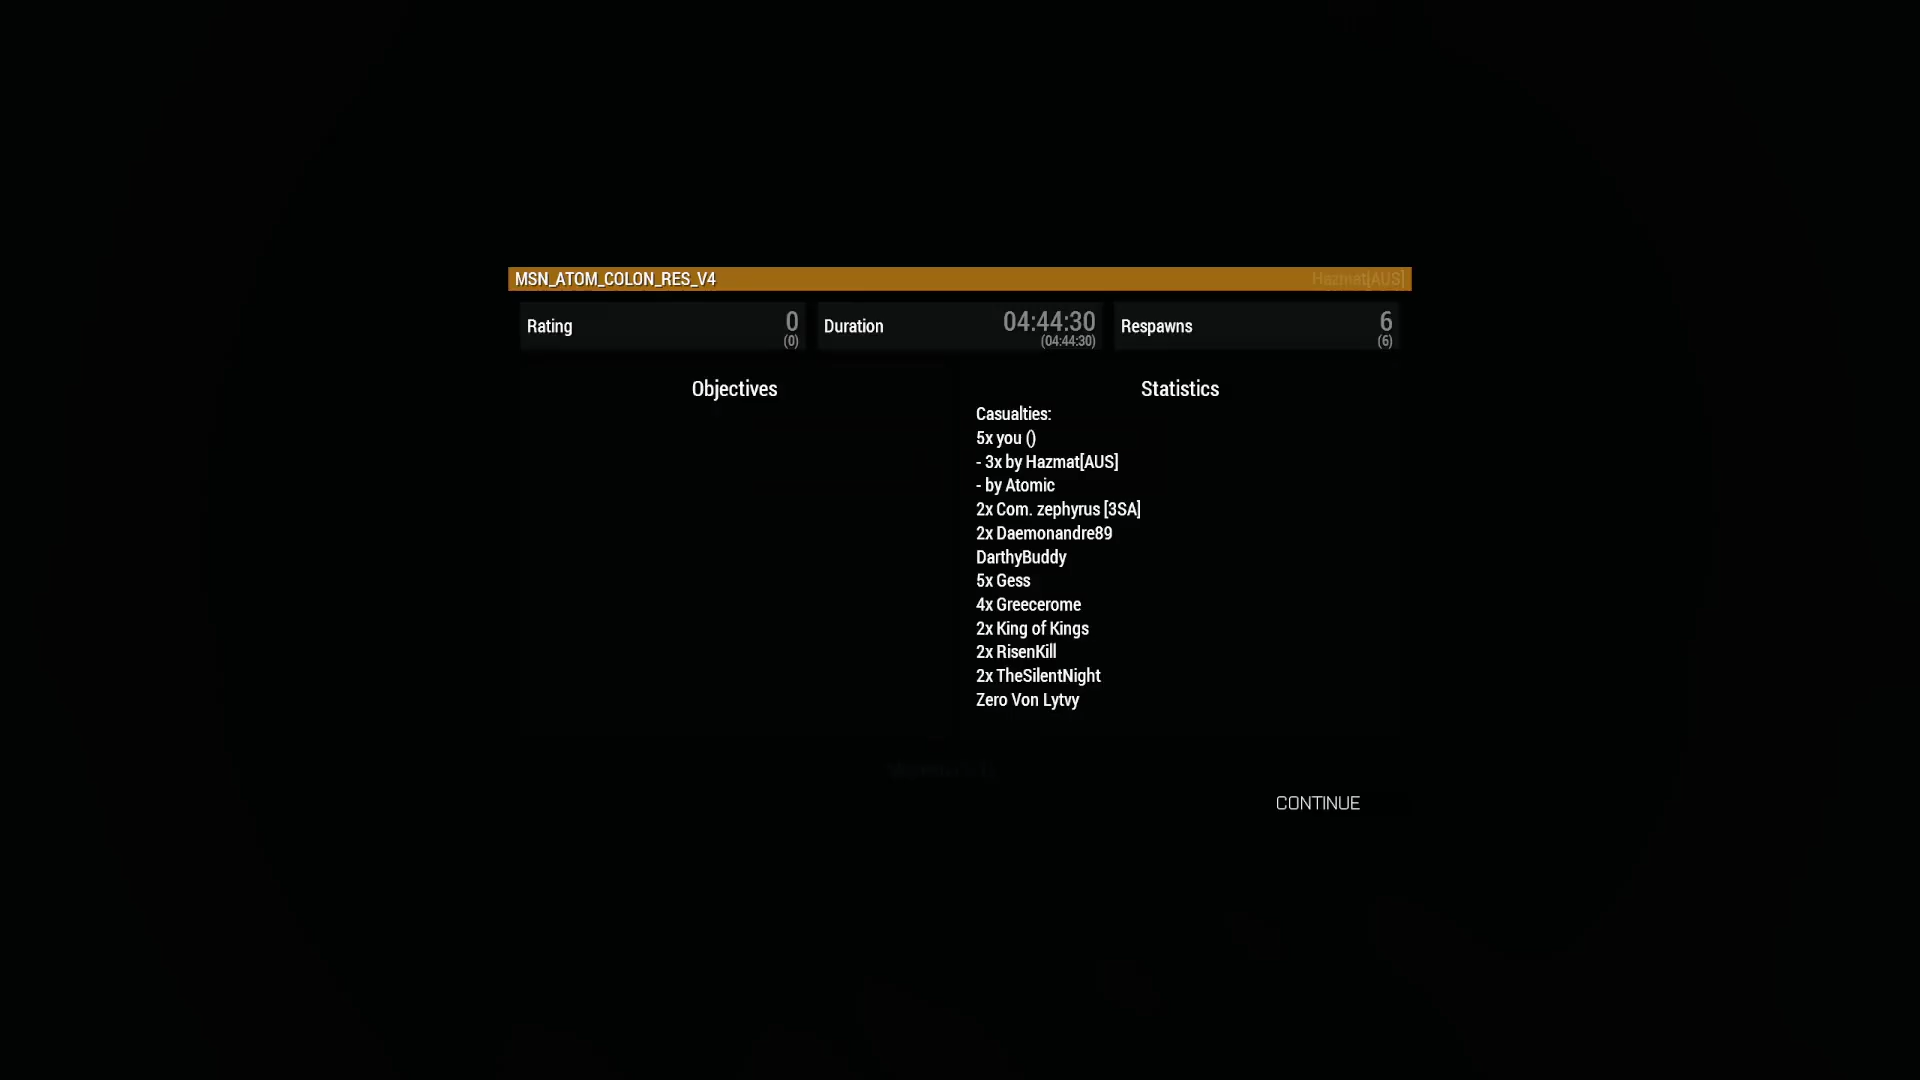 MSN_ATOM_COLON_RES_V4 Hazmat[AUS]
Rating 0 (0) Duration 04:44:30 (04:44:30) Respawns 6 (6)
Objectives
Statistics
Casualties:
5x you ()
- 3x by Hazmat[AUS]
- by Atomic
2x Com. zephyrus [3SA]
2x Daemonandre89
DarthyBuddy
5x Gess
4x Greecerome
2x King of Kings
2x RisenKill
2x TheSilentNight
Zero Von Lytvy
CONTINUE